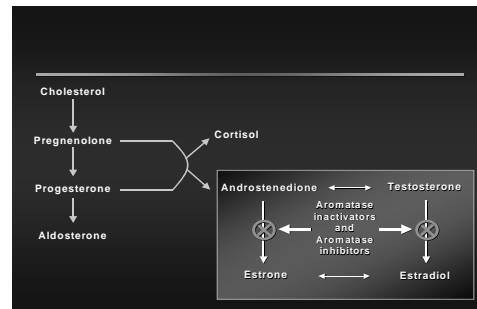 Cholesterol
Pregnenolone
Cortisol
Progesterone
Androstenedione
Testosterone
Aldosterone
Aromatase
inactivators
and
Aromatase
inhibitors
Estrone
Estradiol